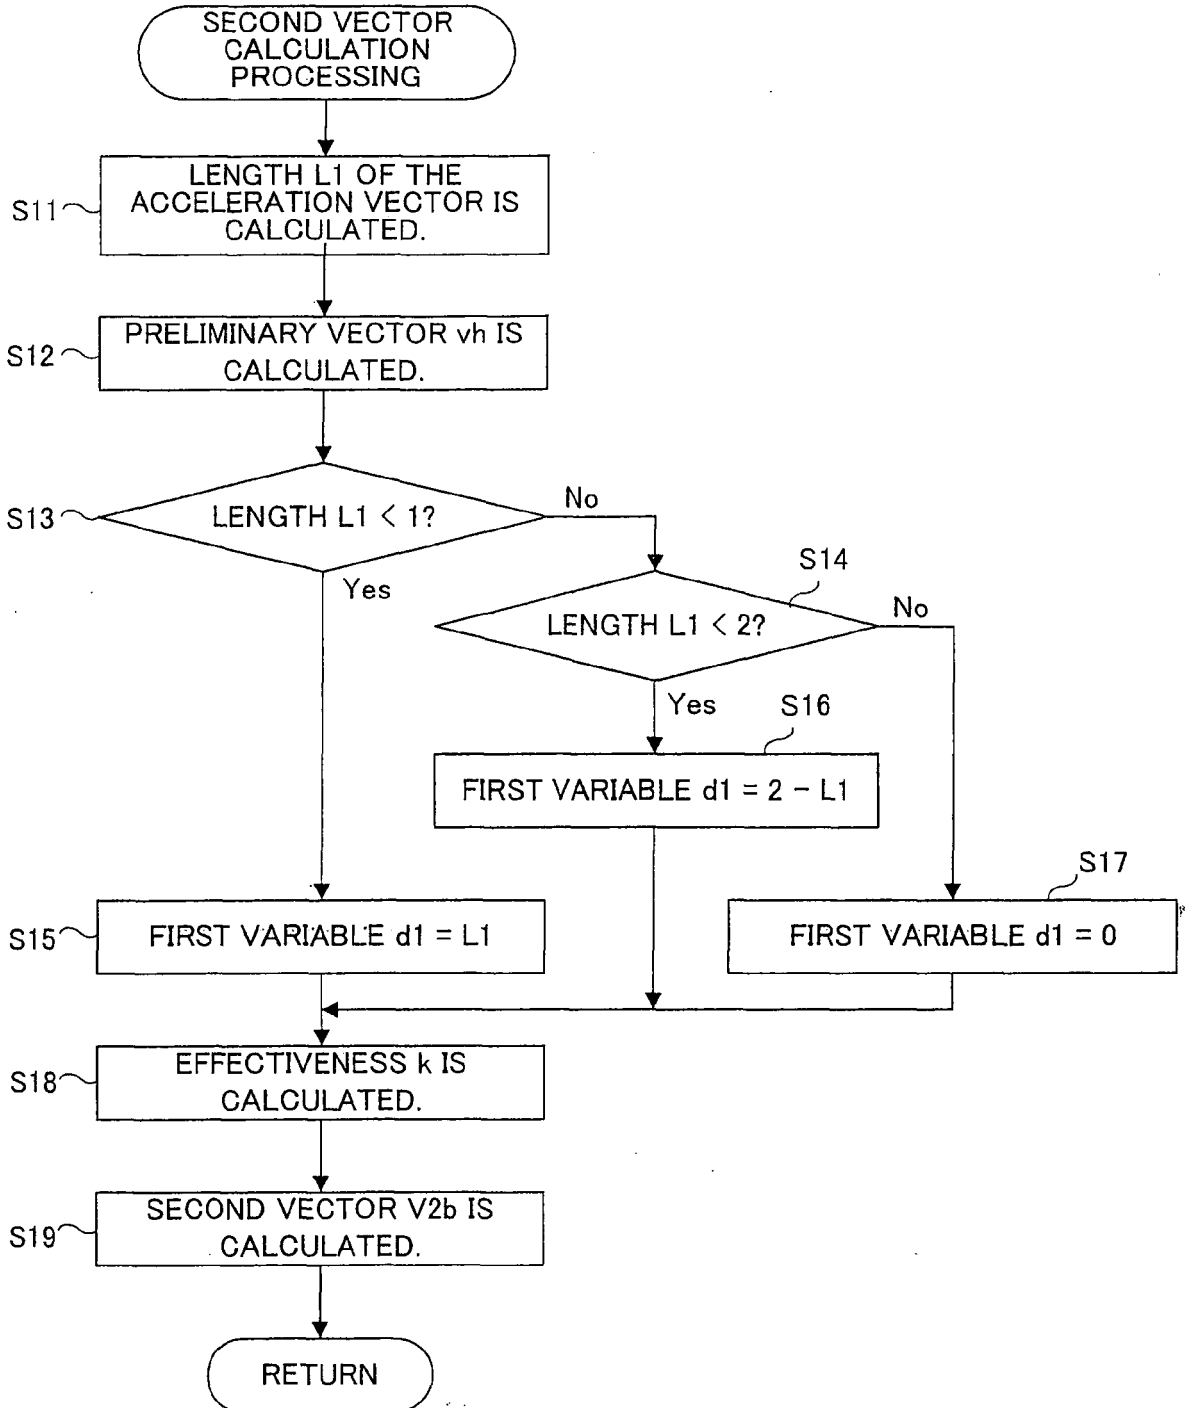 SECOND VECTOR
CALCULATION
PROCESSING
S11
LENGTH L1 OF THE
ACCELERATION VECTOR IS
CALCULATED.
S12
PRELIMINARY VECTOR vh IS
CALCULATED.
S13
LENGTH L1 < 1?
No
Yes
S14
LENGTH L1 < 2?
No
Yes
S16
FIRST VARIABLE d1 = 2 − L1
S17
S15
FIRST VARIABLE d1 = L1
FIRST VARIABLE d1 = 0
S18
EFFECTIVENESS k IS
CALCULATED.
S19
SECOND VECTOR V2b IS
CALCULATED.
RETURN